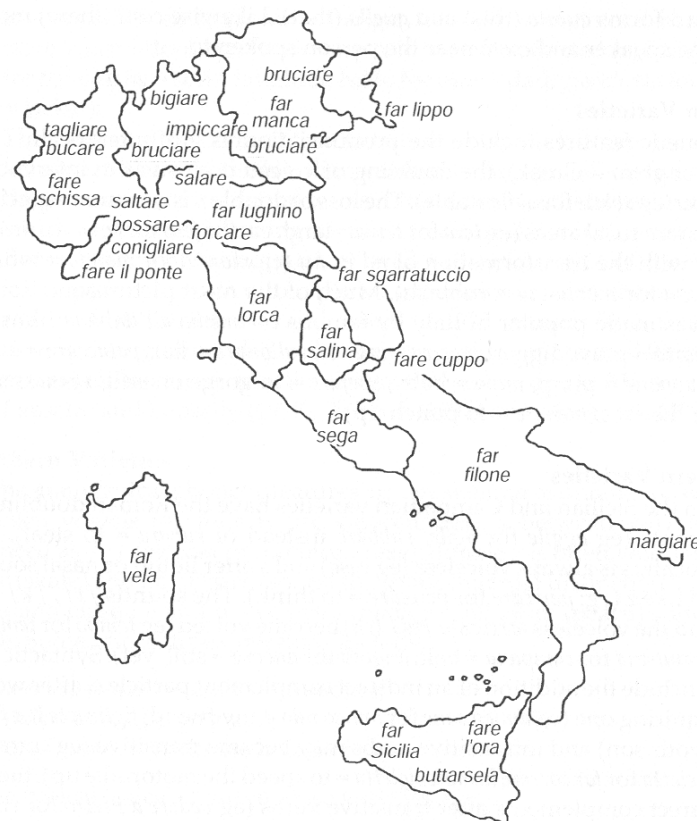 bruciare
bigiare
far
manca
far lippo
tagliare
bucare
impiccare
bruciare
bruciare
fare
schissa
salare
saltare
far lughino
bossare
forcare
conigliare
fare il ponte
far sgarratuccio
far
lorca
far
salina
fare cuppo
far
sega
far
filone
nargiare
far
vela
far
Sicilia
fare
l'ora
buttarsela